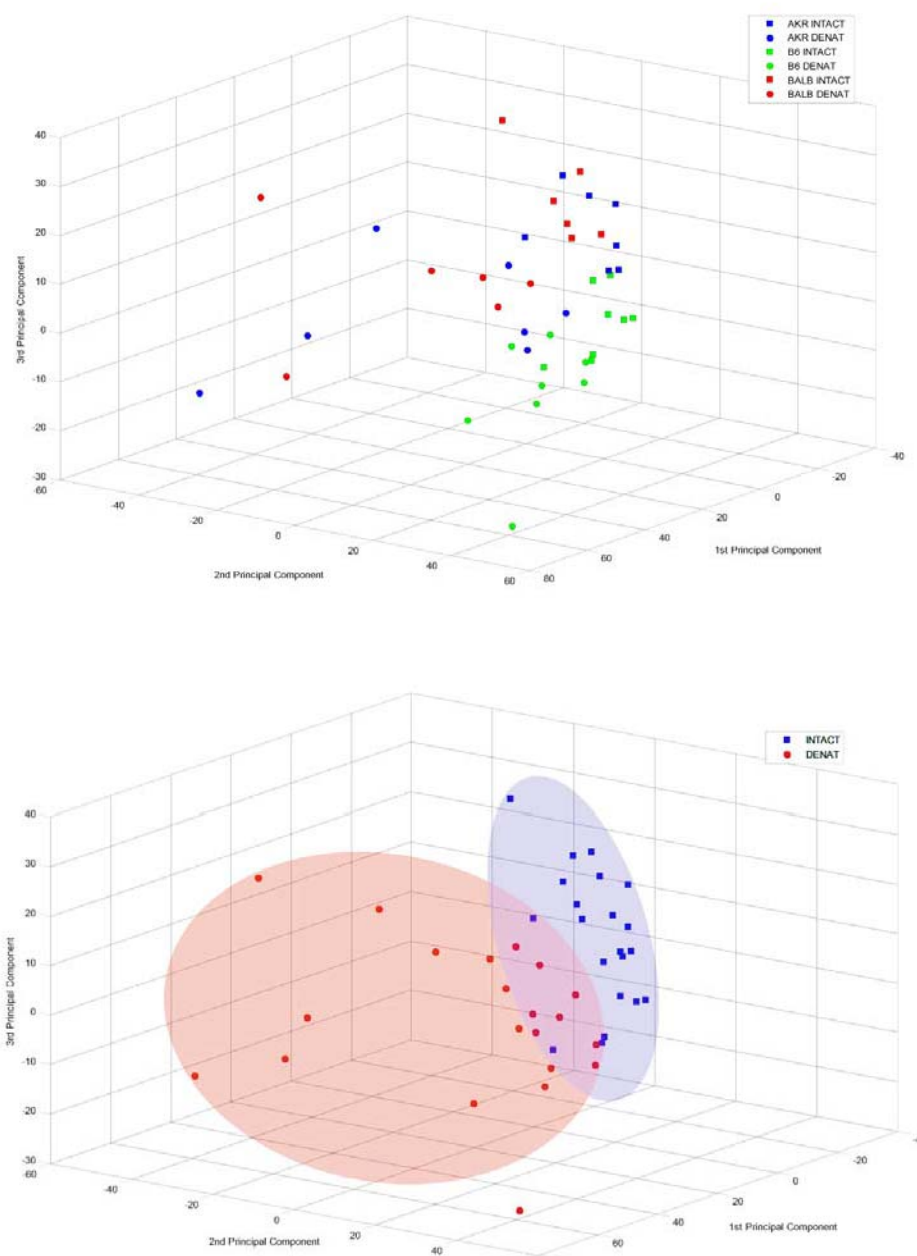 AKR INTACT
AKR DENAT
B6 INTACT
B6 DENAT
BALB INTACT
BALB DENAT
40
30
20
10
0
-10
-20
-30
3rd Principal Component
-60
-40
-20
0
20
40
60
2nd Principal Component
80
60
40
20
0
-20
-40
1st Principal Component
INTACT
DENAT
40
30
20
10
0
-10
-20
-30
3rd Principal Component
-60
-40
-20
0
20
40
2nd Principal Component
60
40
20
0
-20
1st Principal Component